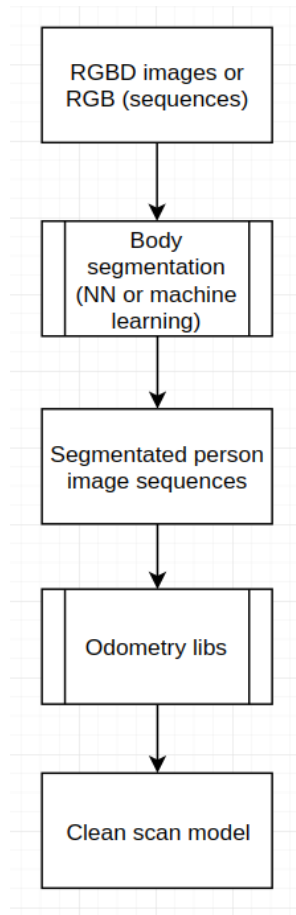 RGBD images or
RGB (sequences)
Body
segmentation
(NN or machine
learning)
Segmentated person
image sequences
Odometry libs
Clean scan model